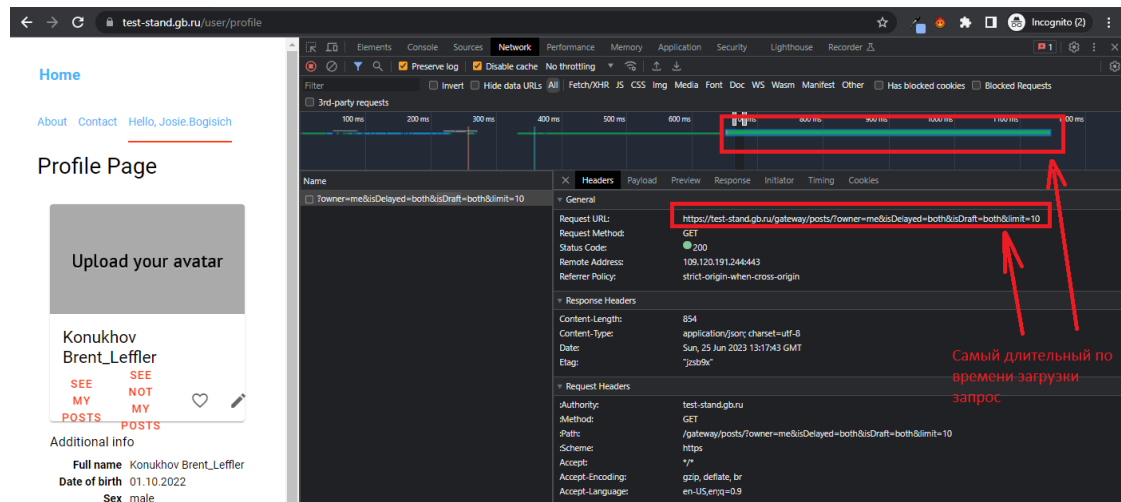 test-stand.gb.ru/user/profile
Incognito (2)
Home
About Contact Hello, Josie.Bogisich
Profile Page
Upload your avatar
Konukhov
Brent_Leffler
SEE MY POSTS
SEE NOT MY POSTS
Additional info
Full name Konukhov Brent_Leffler
Date of birth 01.10.2022
Sex male
Elements Console Sources Network Performance Memory Application Security Lighthouse Recorder 1
Preserve log Disable cache No throttling
Filter Invert Hide data URLs All Fetch/XHR JS CSS Img Media Font Doc WS Wasm Manifest Other Has blocked cookies Blocked Requests
3rd-party requests
100 ms 200 ms 300 ms 400 ms 500 ms 600 ms 800 ms 900 ms 1000 ms 1100 ms
Name
?owner=me&isDelayed=both&isDraft=both&limit=10
Headers Payload Preview Response Initiator Timing Cookies
General
Request URL: https://test-stand.gb.ru/gateway/posts/?owner=me&isDelayed=both&isDraft=both&limit=10
Request Method: GET
Status Code: 200
Remote Address: 109.120.191.244:443
Referrer Policy: strict-origin-when-cross-origin
Response Headers
Content-Length: 854
Content-Type: application/json; charset=utf-8
Date: Sun, 25 Jun 2023 13:17:43 GMT
Etag: "jzsb9x"
Request Headers
:Authority: test-stand.gb.ru
:Method: GET
:Path: /gateway/posts/?owner=me&isDelayed=both&isDraft=both&limit=10
:Scheme: https
Accept: */*
Accept-Encoding: gzip, deflate, br
Accept-Language: en-US,en;q=0.9
Самый длительный по
времени загрузки
запрос